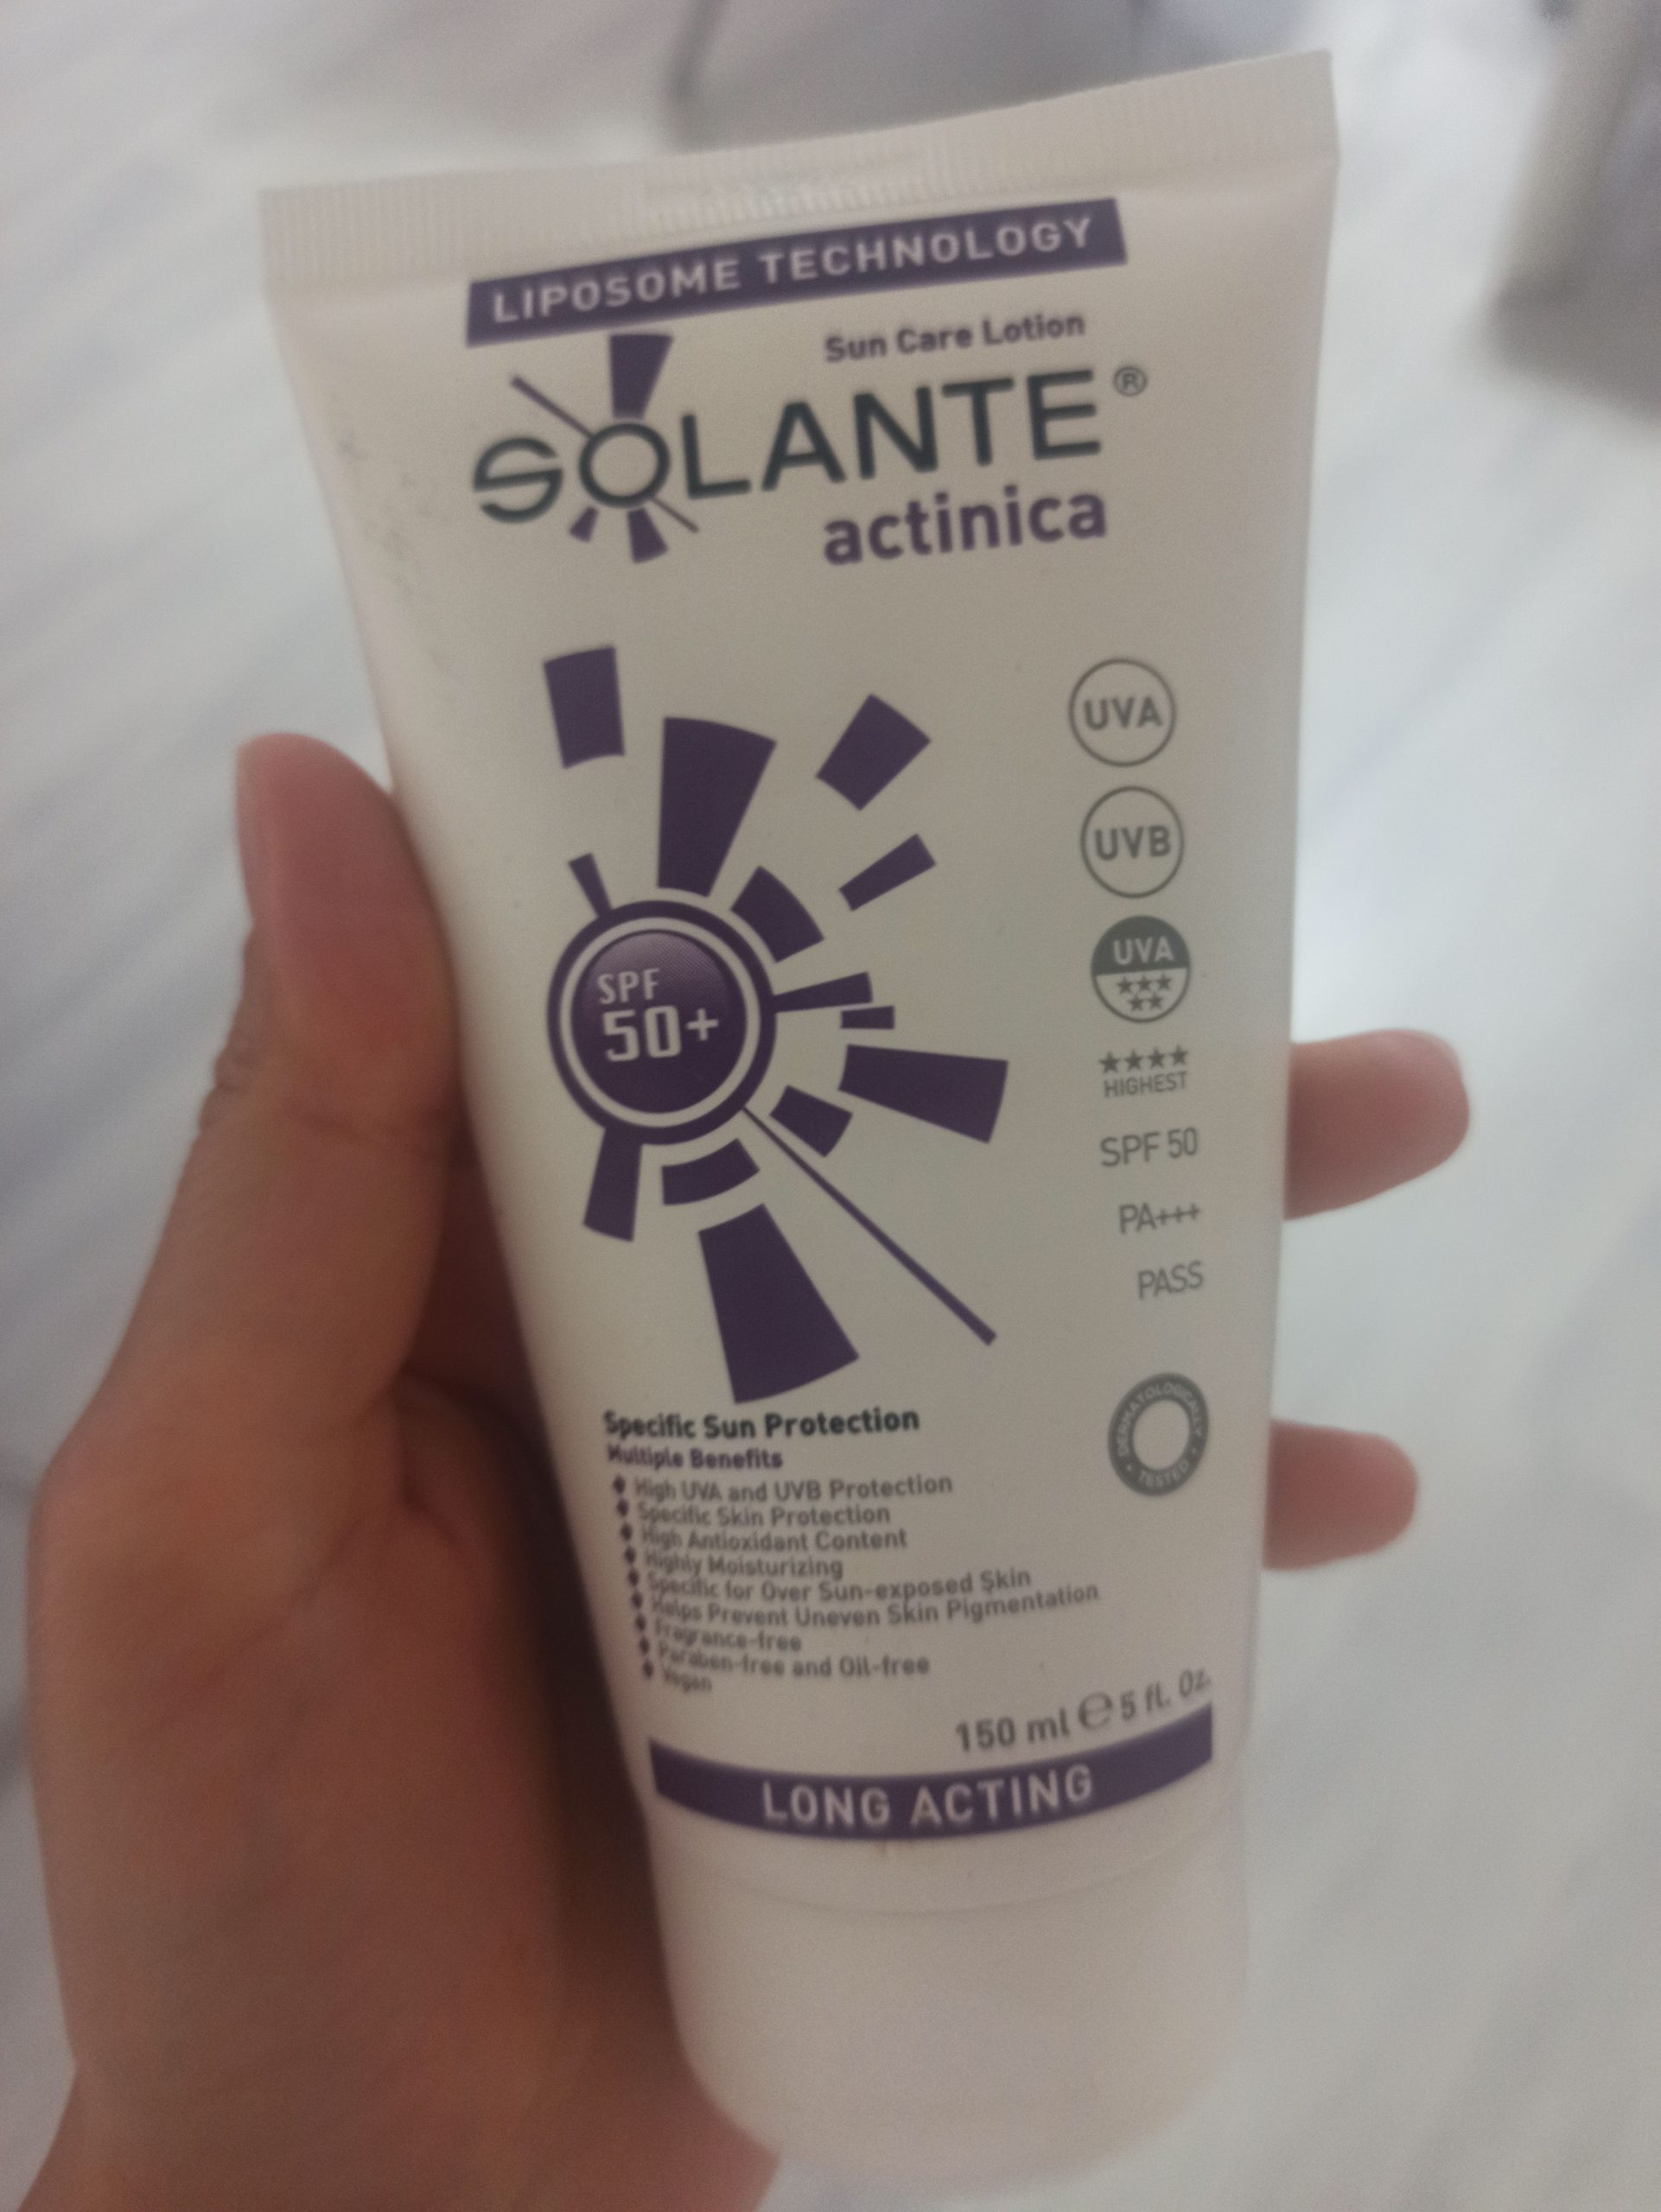 LIPOSOME TECHNOLOGY
Sun Care Lotion
SOLANTE®
actinica
UVA
UVB
UVA
SPF
50+
HIGHEST
SPF 50
PA+++
PASS
DERMATOLOGICALLY
• TESTED •
Specific Sun Protection
Multiple Benefits
High UVA and UVB Protection
Specific Skin Protection
High Antioxidant Content
Highly Moisturizing
Specific for Over Sun-exposed Skin
Helps Prevent Uneven Skin Pigmentation
Fragrance-free
Paraben-free and Oil-free
Vegan
150 ml ℮ 5 fl. Oz.
LONG ACTING